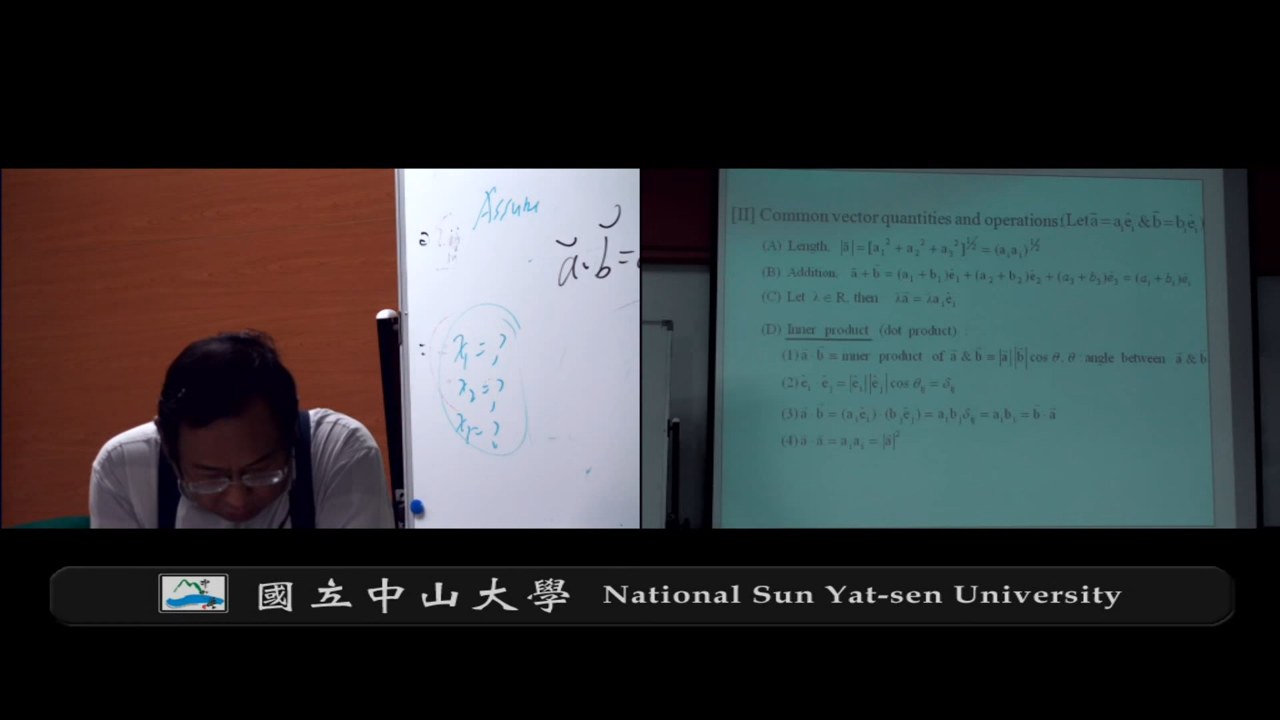 Assume
a⃗·b⃗=
x₁=?
x₂=?
x₃=?
[II] Common vector quantities and operations (Let a⃗ = aᵢêᵢ & b⃗ = bᵢêᵢ)
(A) Length, |a⃗| = [a₁² + a₂² + a₃²]^½ = (aᵢaᵢ)^½
(B) Addition, a⃗ + b⃗ = (a₁ + b₁)ê₁ + (a₂ + b₂)ê₂ + (a₃ + b₃)ê₃ = (aᵢ + bᵢ)êᵢ
(C) Let λ ∈ R, then λa⃗ = λaᵢêᵢ
(D) Inner product (dot product)
(1) a⃗ · b⃗ ≡ inner product of a⃗ & b⃗ = |a⃗||b⃗| cos θ, θ: angle between a⃗ & b⃗
(2) êᵢ · êⱼ = |êᵢ||êⱼ| cos θᵢⱼ = δᵢⱼ
(3) a⃗ · b⃗ = (aᵢêᵢ) · (bⱼêⱼ) = aᵢbⱼδᵢⱼ = aᵢbᵢ = b⃗ · a⃗
(4) a⃗ · a⃗ = aᵢaᵢ = |a⃗|²
國立中山大學 National Sun Yat-sen University